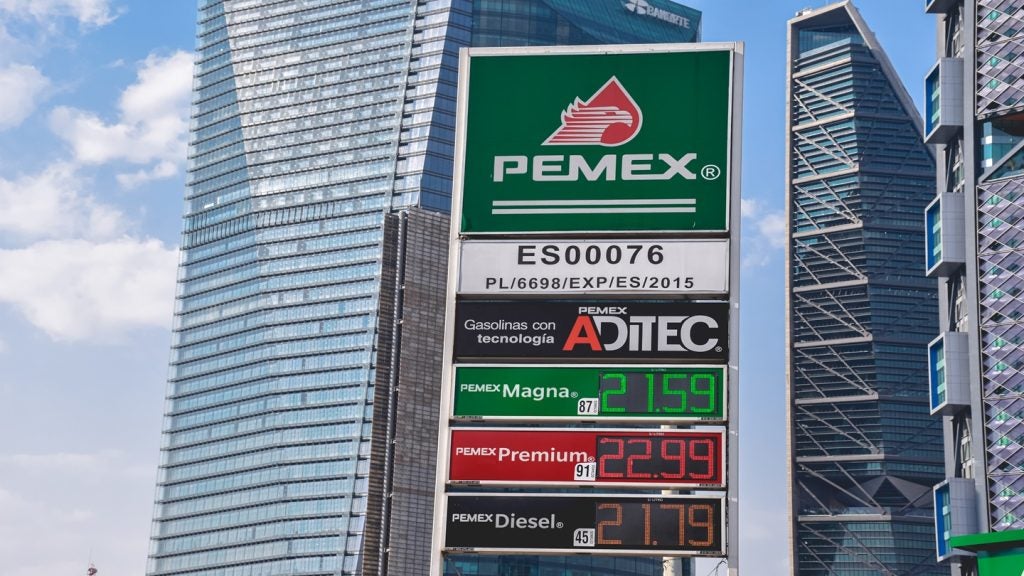 BANORTE
PEMEX®
ES00076
PL/6698/EXP/ES/2015
Gasolinas con tecnología PEMEX ADITEC®
PEMEX Magna® 87 21.59
PEMEX Premium® 91 22.99
PEMEX Diesel® 45 21.79